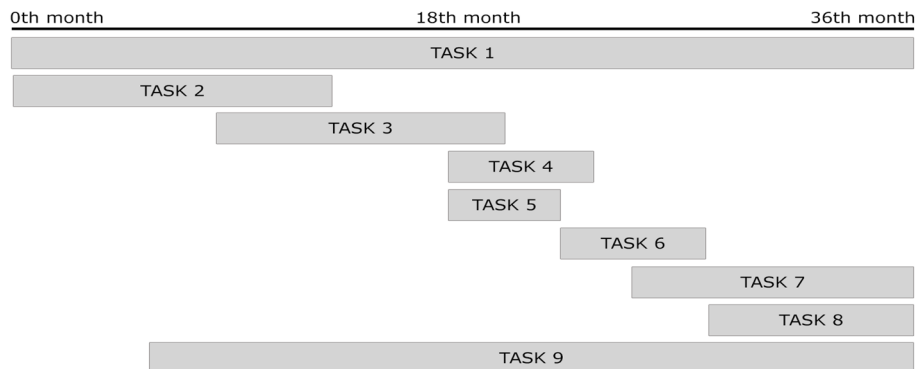 0th month 18th month 36th month
TASK 1
TASK 2
TASK 3
TASK 4
TASK 5
TASK 6
TASK 7
TASK 8
TASK 9